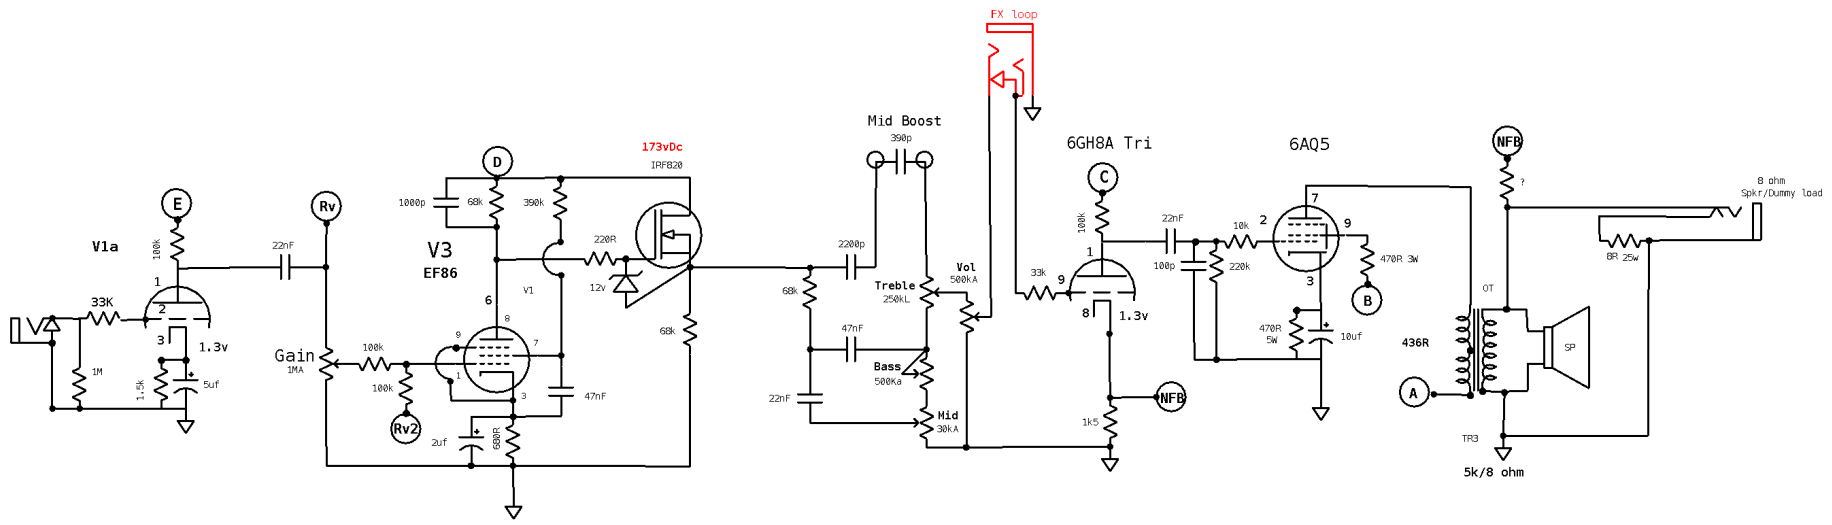 FX loop
Mid Boost
390p
6GH8A Tri
6AQ5
NFB
?
8 ohm
Spkr/Dummy load
173vDc
IRF820
D
1000p
68k
390k
E
Rv
C
7
V1a
100k
22nF
V3
EF86
220R
12v
2200p
Vol
500kA
100k
1
22nF
10k
2
9
470R 3W
8R 25w
1
2
3
33K
1.3v
6
V1
8
68k
Treble
250kL
33k
9
8
1.3v
100p
220k
3
B
OT
Gain
1MA
100k
9
7
1
3
68k
47nF
Bass
500Ka
470R
5W
10uf
436R
SP
1M
1.5k
5uf
100k
Rv2
2uf
680R
47nF
22nF
Mid
30kA
NFB
1k5
A
TR3
5k/8 ohm